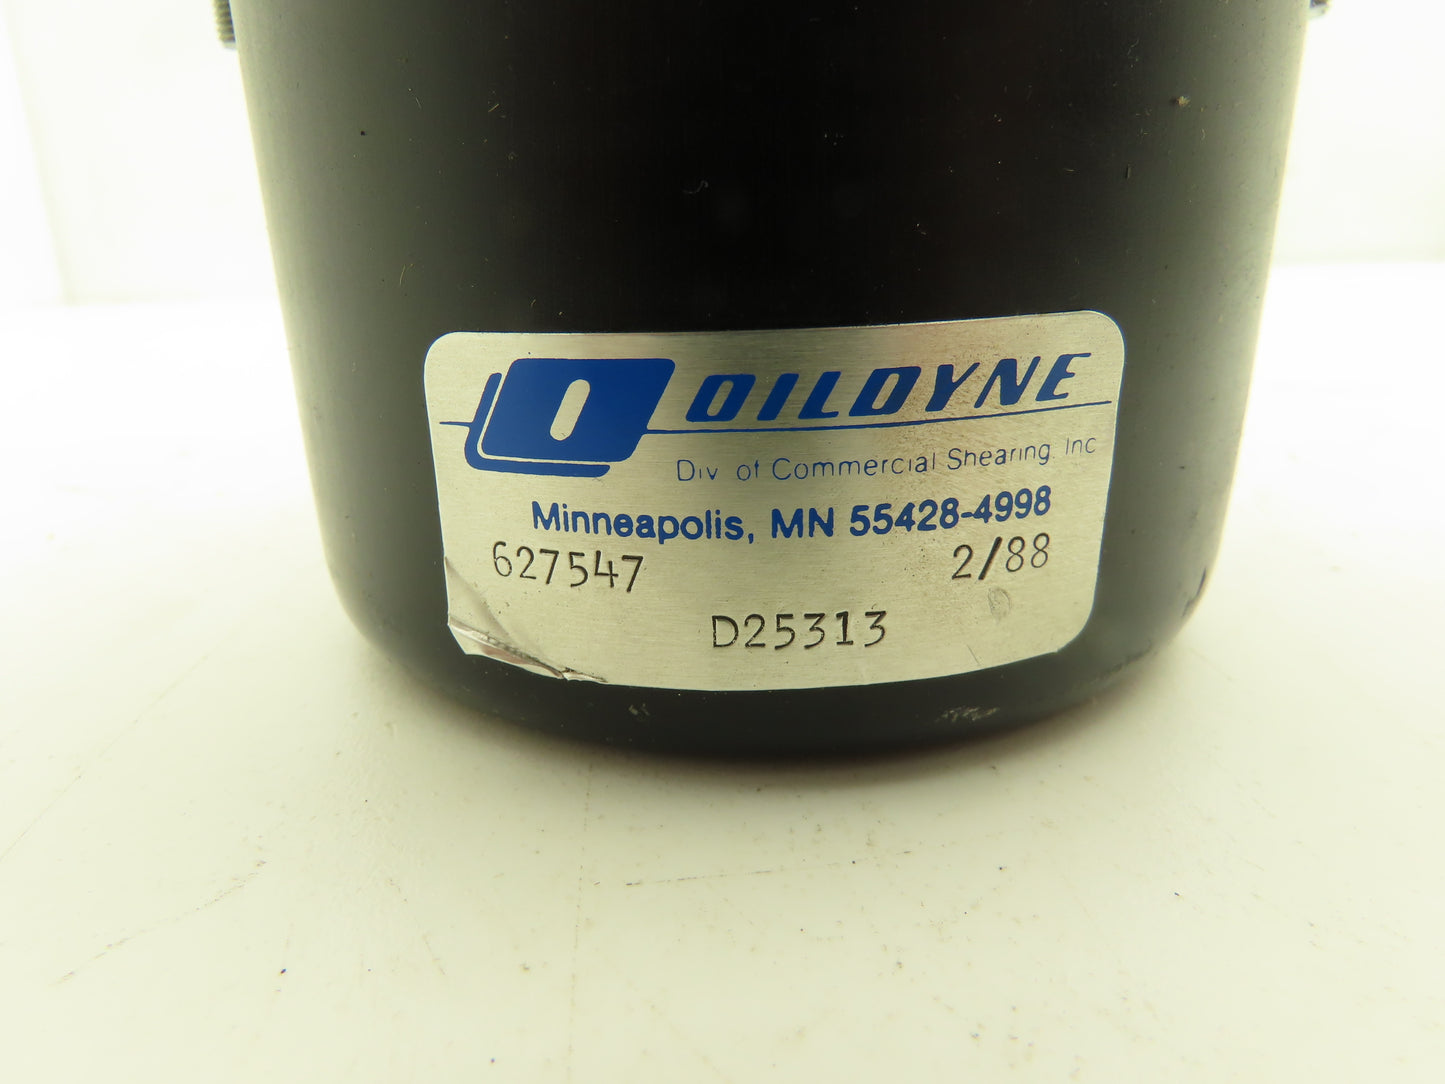 OILDYNE
Div of Commercial Shearing. Inc
Minneapolis, MN 55428-4998
627547 2/88
D25313